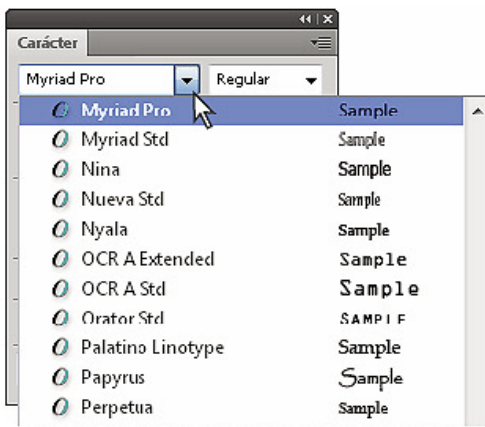 Carácter
Myriad Pro Regular
Myriad Pro Sample
Myriad Std Sample
Nina Sample
Nueva Std Sample
Nyala Sample
OCR A Extended Sample
OCR A Std Sample
Orator Std SAMPLE
Palatino Linotype Sample
Papyrus Sample
Perpetua Sample